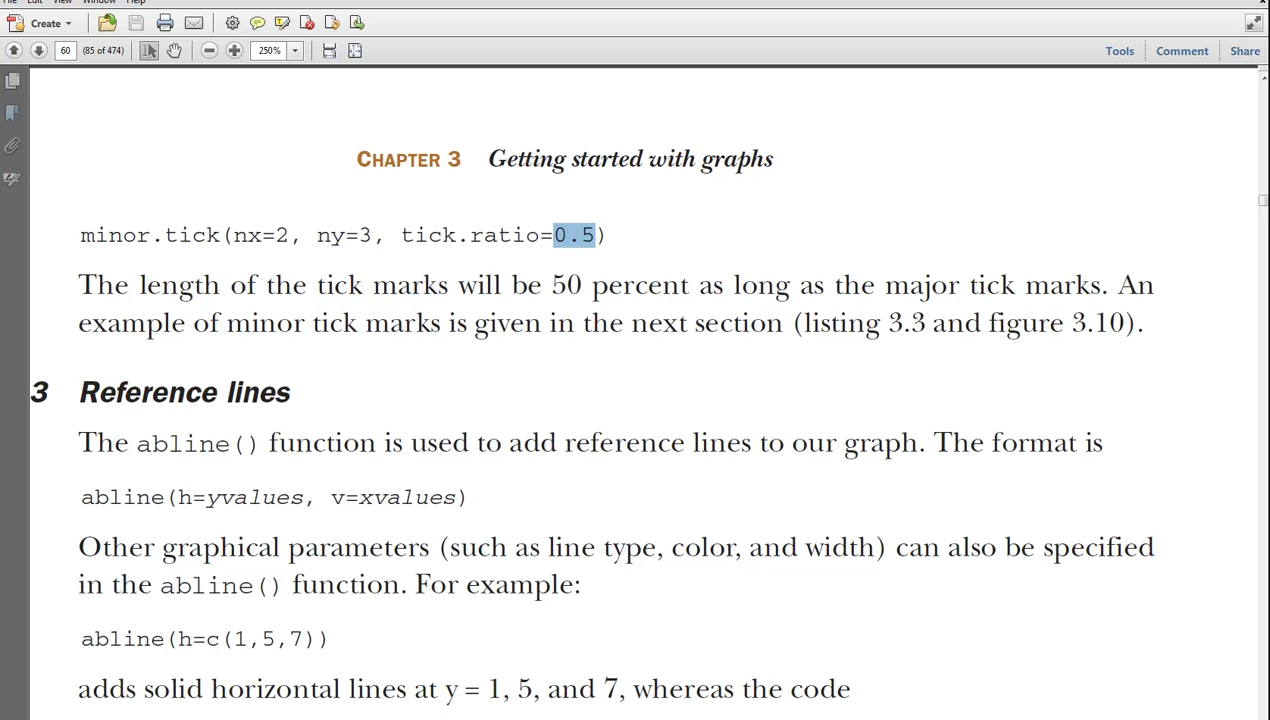 File Edit View Window Help
Create
60 (85 of 474) 250% Tools Comment Share
CHAPTER 3 Getting started with graphs
minor.tick(nx=2, ny=3, tick.ratio=0.5)
The length of the tick marks will be 50 percent as long as the major tick marks. An
example of minor tick marks is given in the next section (listing 3.3 and figure 3.10).
3 Reference lines
The abline() function is used to add reference lines to our graph. The format is
abline(h=yvalues, v=xvalues)
Other graphical parameters (such as line type, color, and width) can also be specified
in the abline() function. For example:
abline(h=c(1,5,7))
adds solid horizontal lines at y = 1, 5, and 7, whereas the code